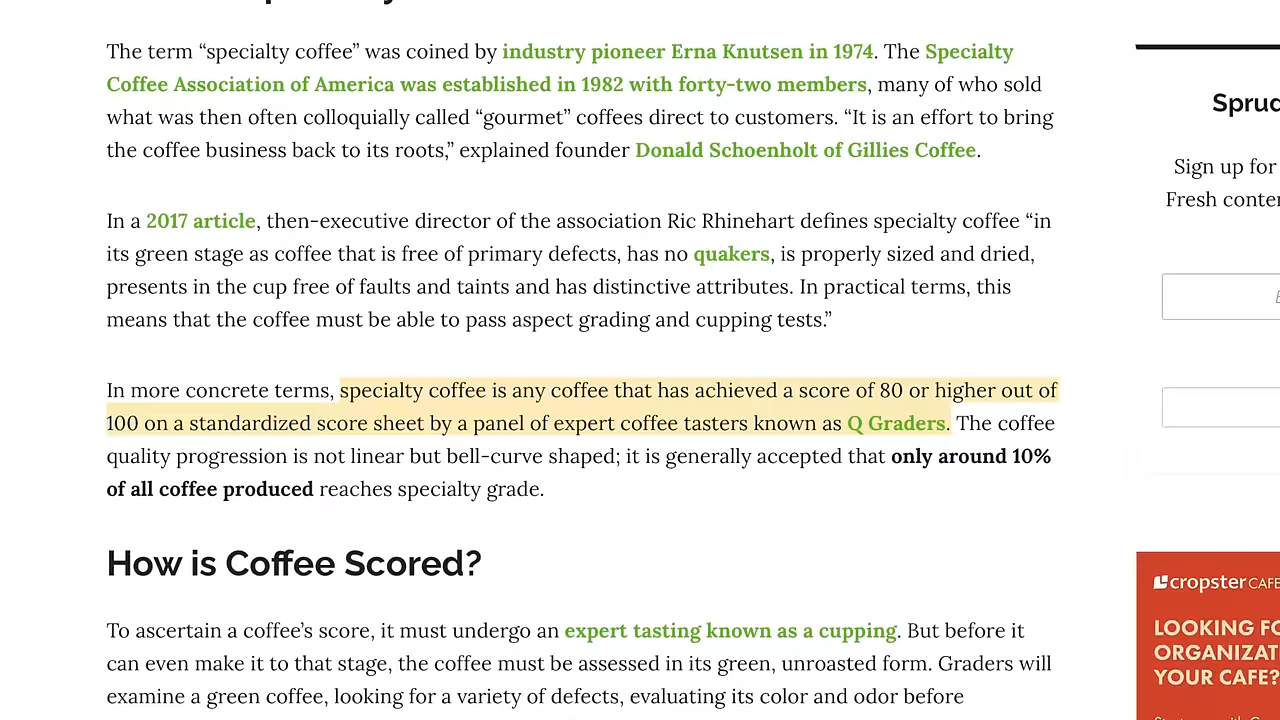 The term “specialty coffee” was coined by industry pioneer Erna Knutsen in 1974. The Specialty
Coffee Association of America was established in 1982 with forty-two members, many of who sold
what was then often colloquially called “gourmet” coffees direct to customers. “It is an effort to bring
the coffee business back to its roots,” explained founder Donald Schoenholt of Gillies Coffee.
In a 2017 article, then-executive director of the association Ric Rhinehart defines specialty coffee “in
its green stage as coffee that is free of primary defects, has no quakers, is properly sized and dried,
presents in the cup free of faults and taints and has distinctive attributes. In practical terms, this
means that the coffee must be able to pass aspect grading and cupping tests.”
In more concrete terms, specialty coffee is any coffee that has achieved a score of 80 or higher out of
100 on a standardized score sheet by a panel of expert coffee tasters known as Q Graders. The coffee
quality progression is not linear but bell-curve shaped; it is generally accepted that only around 10%
of all coffee produced reaches specialty grade.
How is Coffee Scored?
To ascertain a coffee’s score, it must undergo an expert tasting known as a cupping. But before it
can even make it to that stage, the coffee must be assessed in its green, unroasted form. Graders will
examine a green coffee, looking for a variety of defects, evaluating its color and odor before
Sign up for
Fresh
cropster CAFE
LOOKING
YOUR CAFE?